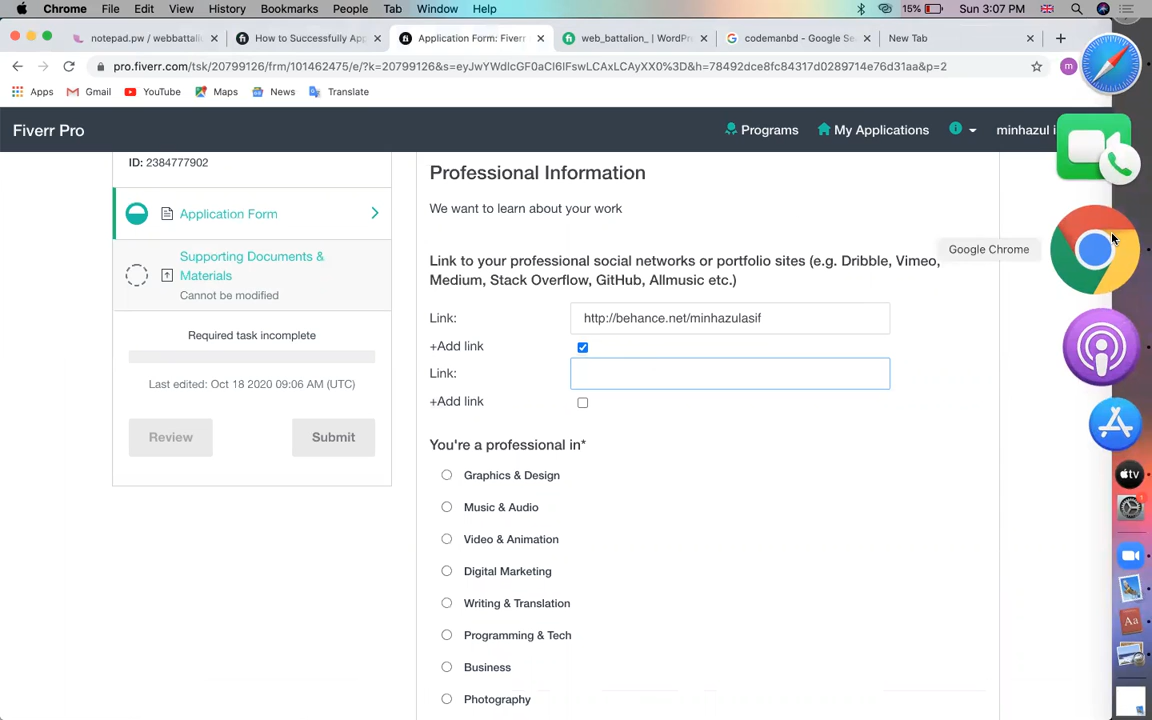 Chrome File Edit View History Bookmarks People Tab Window Help 15% Sun 3:07 PM
notepad.pw / webbattali
How to Successfully App
Application Form: Fiverr
web_battalion_ | WordPr
codemanbd - Google Se
New Tab
pro.fiverr.com/tsk/20799126/frm/101462475/e/?k=20799126&s=eyJwYWdlcGF0aCI6IFswLCAxLCAyXX0%3D&h=78492dce8fc84317d0289714e76d31aa&p=2
m
Apps Gmail YouTube Maps News Translate
Fiverr Pro
Programs My Applications minhazul i
ID: 2384777902
Application Form
Supporting Documents &
Materials
Cannot be modified
Required task incomplete
Last edited: Oct 18 2020 09:06 AM (UTC)
Review Submit
Professional Information
We want to learn about your work
Link to your professional social networks or portfolio sites (e.g. Dribble, Vimeo,
Medium, Stack Overflow, GitHub, Allmusic etc.)
Link: http://behance.net/minhazulasif
+Add link
Link:
+Add link
You're a professional in*
Graphics & Design
Music & Audio
Video & Animation
Digital Marketing
Writing & Translation
Programming & Tech
Business
Photography
Google Chrome
tv
Aa